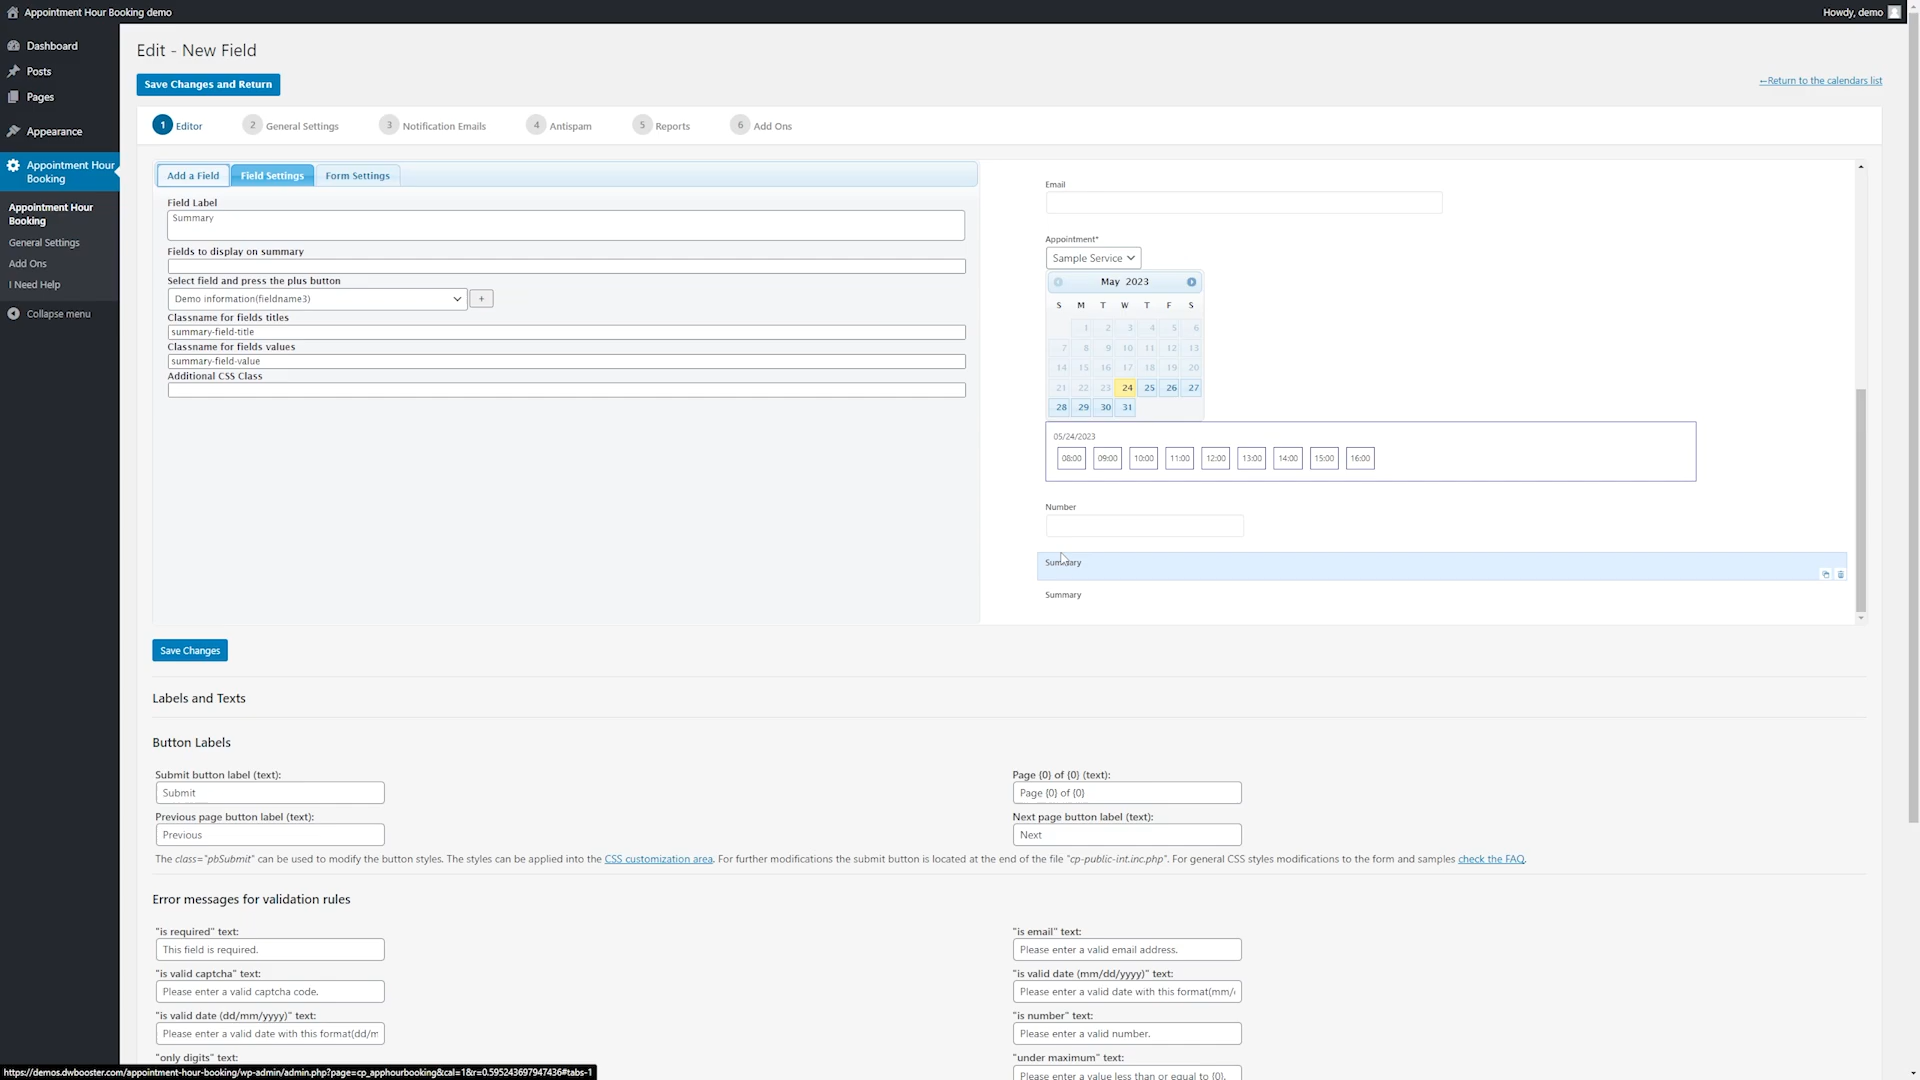 Appointment Hour Booking demo
Howdy, demo
Dashboard
Posts
Pages
Appearance
Appointment Hour
Booking
Appointment Hour
Booking
General Settings
Add Ons
I Need Help
Collapse menu
Edit - New Field
Save Changes and Return
←Return to the calendars list
1 Editor
2 General Settings
3 Notification Emails
4 Antispam
5 Reports
6 Add Ons
Add a Field
Field Settings
Form Settings
Field Label
Summary
Fields to display on summary
Select field and press the plus button
Demo information(fieldname3)
+
Classname for fields titles
summary-field-title
Classname for fields values
summary-field-value
Additional CSS Class
Email
Appointment*
Sample Service
May 2023
S M T W T F S
1 2 3 4 5 6
7 8 9 10 11 12 13
14 15 16 17 18 19 20
21 22 23 24 25 26 27
28 29 30 31
05/24/2023
08:00 09:00 10:00 11:00 12:00 13:00 14:00 15:00 16:00
Number
Summary
Summary
Save Changes
Labels and Texts
Button Labels
Submit button label (text):
Submit
Page {0} of {0} (text):
Page {0} of {0}
Previous page button label (text):
Previous
Next page button label (text):
Next
The class="pbSubmit" can be used to modify the button styles. The styles can be applied into the CSS customization area. For further modifications the submit button is located at the end of the file "cp-public-int.inc.php". For general CSS styles modifications to the form and samples check the FAQ.
Error messages for validation rules
"is required" text:
This field is required.
"is email" text:
Please enter a valid email address.
"is valid captcha" text:
Please enter a valid captcha code.
"is valid date (mm/dd/yyyy)" text:
Please enter a valid date with this format(mm/
"is valid date (dd/mm/yyyy)" text:
Please enter a valid date with this format(dd/m
"is number" text:
Please enter a valid number.
"only digits" text:
"under maximum" text:
Please enter a value less than or equal to {0}.
https://demos.dwbooster.com/appointment-hour-booking/wp-admin/admin.php?page=cp_apphourbooking&cal=1&r=0.595243697947436#tabs-1